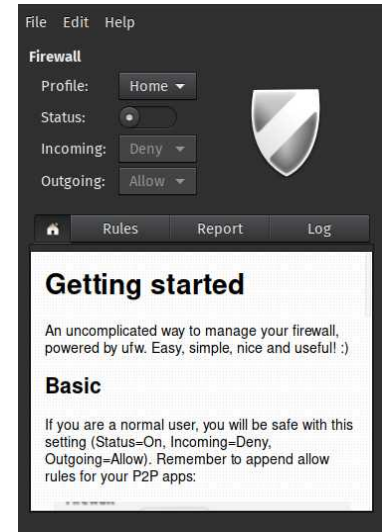 File Edit Help
Firewall
Profile: Home
Status:
Incoming: Deny
Outgoing: Allow
Rules Report Log
Getting started
An uncomplicated way to manage your firewall,
powered by ufw. Easy, simple, nice and useful! :)
Basic
If you are a normal user, you will be safe with this
setting (Status=On, Incoming=Deny,
Outgoing=Allow). Remember to append allow
rules for your P2P apps: